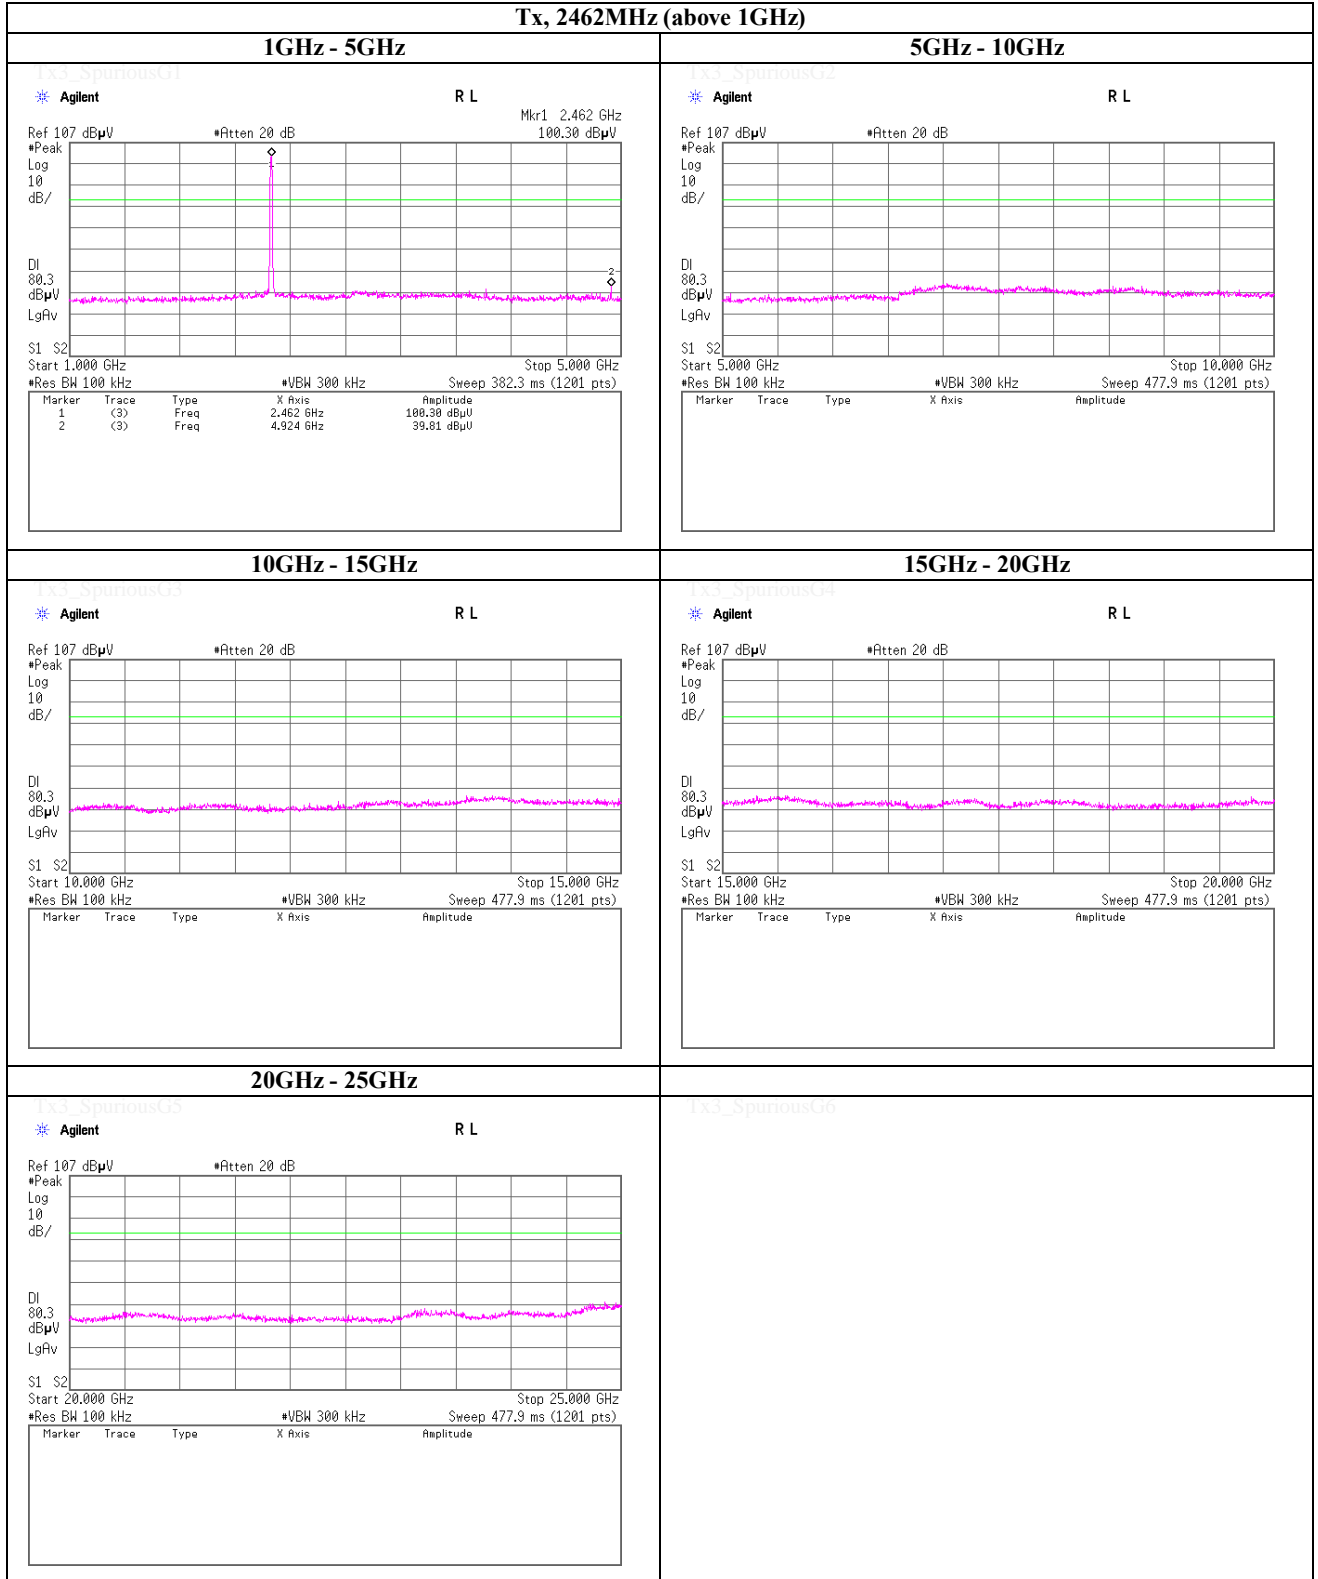 Tx, 2462MHz (above 1GHz)
1GHz - 5GHz
Tx3_SpuriousG1
Agilent
R L
Mkr1 2.462 GHz
Ref 107 dBµV #Atten 20 dB 100.30 dBµV
#Peak
Log
10
dB/
1
2
DI
80.3
dBµV
LgAv
S1 S2
Start 1.000 GHz Stop 5.000 GHz
#Res BW 100 kHz #VBW 300 kHz Sweep 382.3 ms (1201 pts)
Marker Trace Type X Axis Amplitude
1 (3) Freq 2.462 GHz 100.30 dBµV
2 (3) Freq 4.924 GHz 39.81 dBµV
5GHz - 10GHz
Tx3_SpuriousG2
Agilent
R L
Ref 107 dBµV #Atten 20 dB
#Peak
Log
10
dB/
DI
80.3
dBµV
LgAv
S1 S2
Start 5.000 GHz Stop 10.000 GHz
#Res BW 100 kHz #VBW 300 kHz Sweep 477.9 ms (1201 pts)
Marker Trace Type X Axis Amplitude
10GHz - 15GHz
Tx3_SpuriousG3
Agilent
R L
Ref 107 dBµV #Atten 20 dB
#Peak
Log
10
dB/
DI
80.3
dBµV
LgAv
S1 S2
Start 10.000 GHz Stop 15.000 GHz
#Res BW 100 kHz #VBW 300 kHz Sweep 477.9 ms (1201 pts)
Marker Trace Type X Axis Amplitude
15GHz - 20GHz
Tx3_SpuriousG4
Agilent
R L
Ref 107 dBµV #Atten 20 dB
#Peak
Log
10
dB/
DI
80.3
dBµV
LgAv
S1 S2
Start 15.000 GHz Stop 20.000 GHz
#Res BW 100 kHz #VBW 300 kHz Sweep 477.9 ms (1201 pts)
Marker Trace Type X Axis Amplitude
20GHz - 25GHz
Tx3_SpuriousG5
Agilent
R L
Ref 107 dBµV #Atten 20 dB
#Peak
Log
10
dB/
DI
80.3
dBµV
LgAv
S1 S2
Start 20.000 GHz Stop 25.000 GHz
#Res BW 100 kHz #VBW 300 kHz Sweep 477.9 ms (1201 pts)
Marker Trace Type X Axis Amplitude
Tx3_SpuriousG6